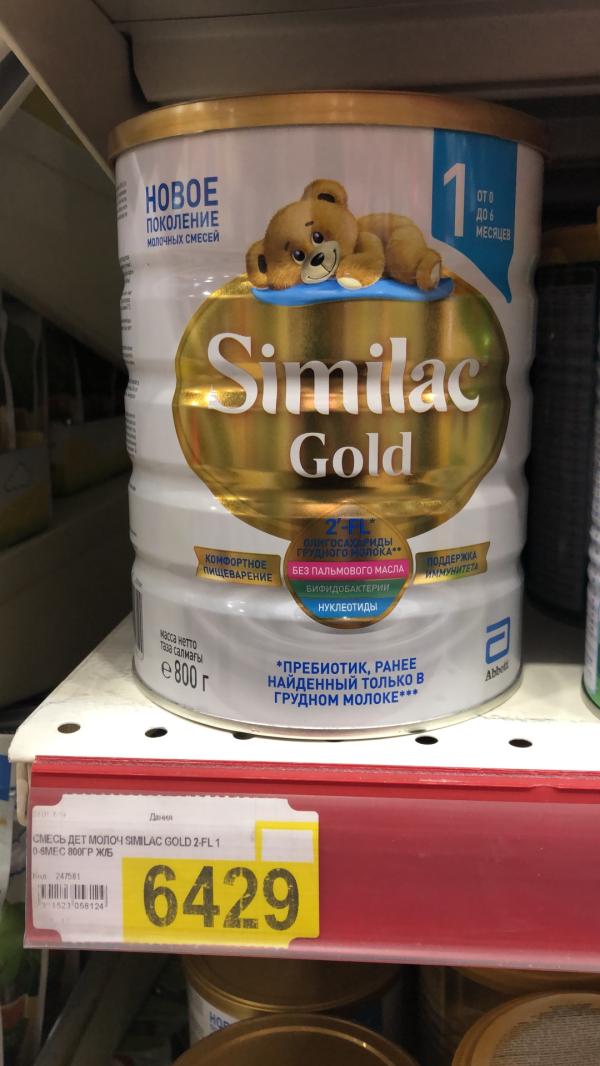 НОВОЕ
ПОКОЛЕНИЕ
МОЛОЧНЫХ СМЕСЕЙ
1
ОТ 0
ДО 6
МЕСЯЦЕВ
Similac
Gold
2'-FL*
ОЛИГОСАХАРИДЫ
ГРУДНОГО МОЛОКА**
КОМФОРТНОЕ
ПИЩЕВАРЕНИЕ
БЕЗ ПАЛЬМОВОГО МАСЛА
БИФИДОБАКТЕРИИ
НУКЛЕОТИДЫ
ПОДДЕРЖКА
ИММУНИТЕТА
масса нетто
таза салмағы
℮ 800 г
*ПРЕБИОТИК, РАНЕЕ
НАЙДЕННЫЙ ТОЛЬКО В
ГРУДНОМ МОЛОКЕ***
Abbott
Дания
СМЕСЬ ДЕТ МОЛОЧ SIMILAC GOLD 2-FL 1
0-6МЕС 800ГР Ж/Б
Код 247581
6429